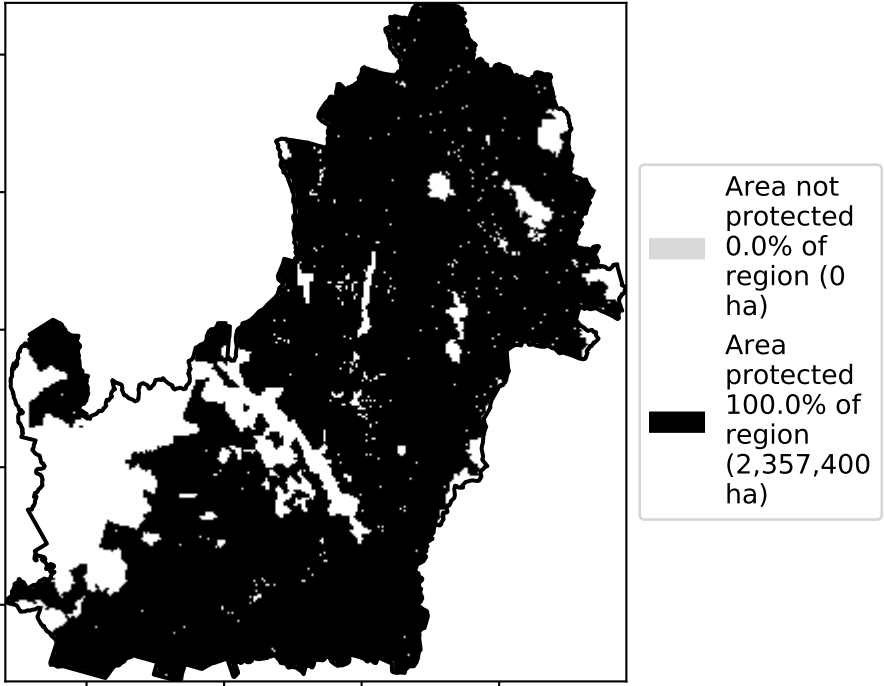 Area not
protected
0.0% of
region (0
ha)
Area
protected
100.0% of
region
(2,357,400
ha)